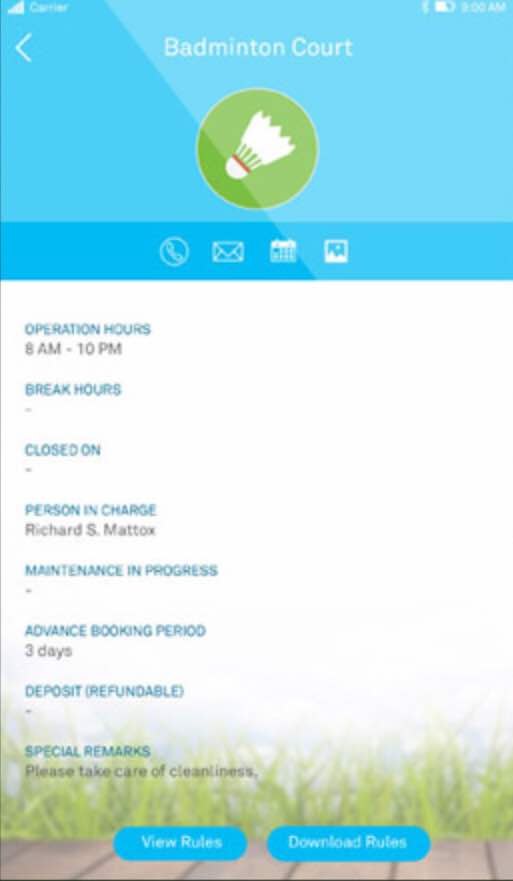 Carrier
9:00 AM
Badminton Court
OPERATION HOURS
8 AM - 10 PM
BREAK HOURS
-
CLOSED ON
-
PERSON IN CHARGE
Richard S. Mattox
MAINTENANCE IN PROGRESS
-
ADVANCE BOOKING PERIOD
3 days
DEPOSIT (REFUNDABLE)
-
SPECIAL REMARKS
Please take care of cleanliness.
View Rules
Download Rules